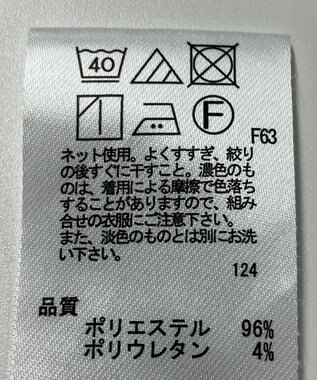 40
F
F63
ネット使用。よくすすぎ、絞り
の後すぐに干すこと。濃色のも
のは、着用による摩擦で色落ち
することがありますので、組み
合せの衣服にご注意下さい。
また、淡色のものとは別にお洗
い下さい。
124
品質
ポリエステル 96%
ポリウレタン 4%